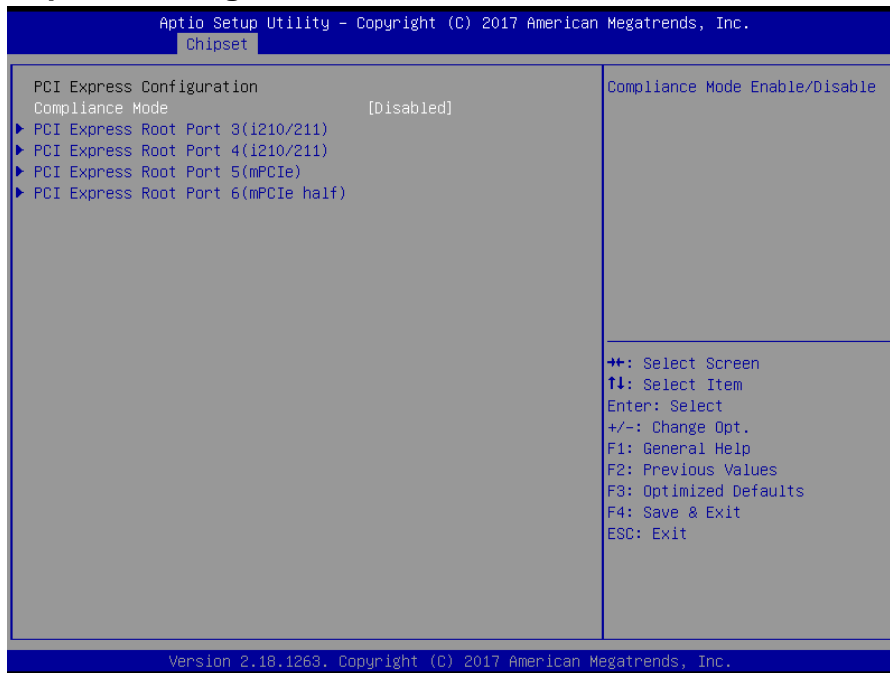 Aptio Setup Utility – Copyright (C) 2017 American Megatrends, Inc.
Chipset
PCI Express Configuration
Compliance Mode [Disabled]
PCI Express Root Port 3(i210/211)
PCI Express Root Port 4(i210/211)
PCI Express Root Port 5(mPCIe)
PCI Express Root Port 6(mPCIe half)
Compliance Mode Enable/Disable
→←: Select Screen
↑↓: Select Item
Enter: Select
+/-: Change Opt.
F1: General Help
F2: Previous Values
F3: Optimized Defaults
F4: Save & Exit
ESC: Exit
Version 2.18.1263. Copyright (C) 2017 American Megatrends, Inc.